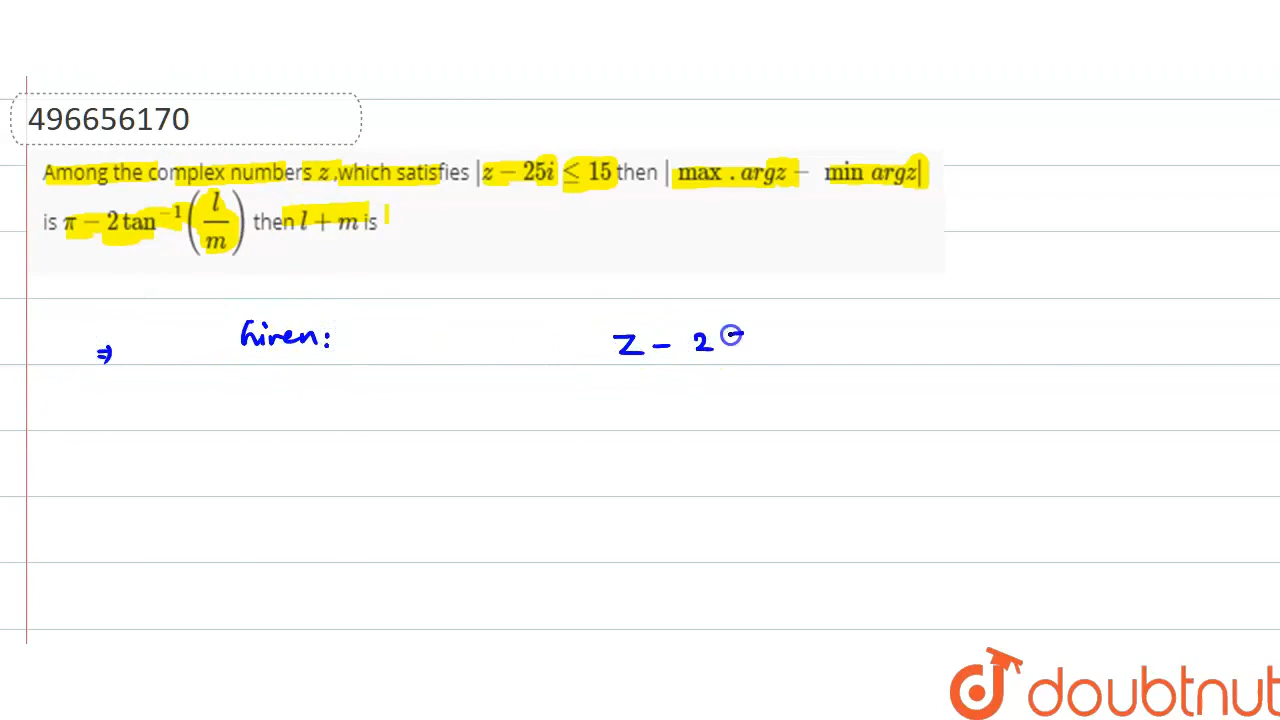 496656170
Among the complex numbers z ,which satisfies |z − 25i ≤ 15 then | max . argz − min argz|
is π − 2 tan⁻¹(l/m) then l + m is
⇒ Given: z − 2
doubtnut